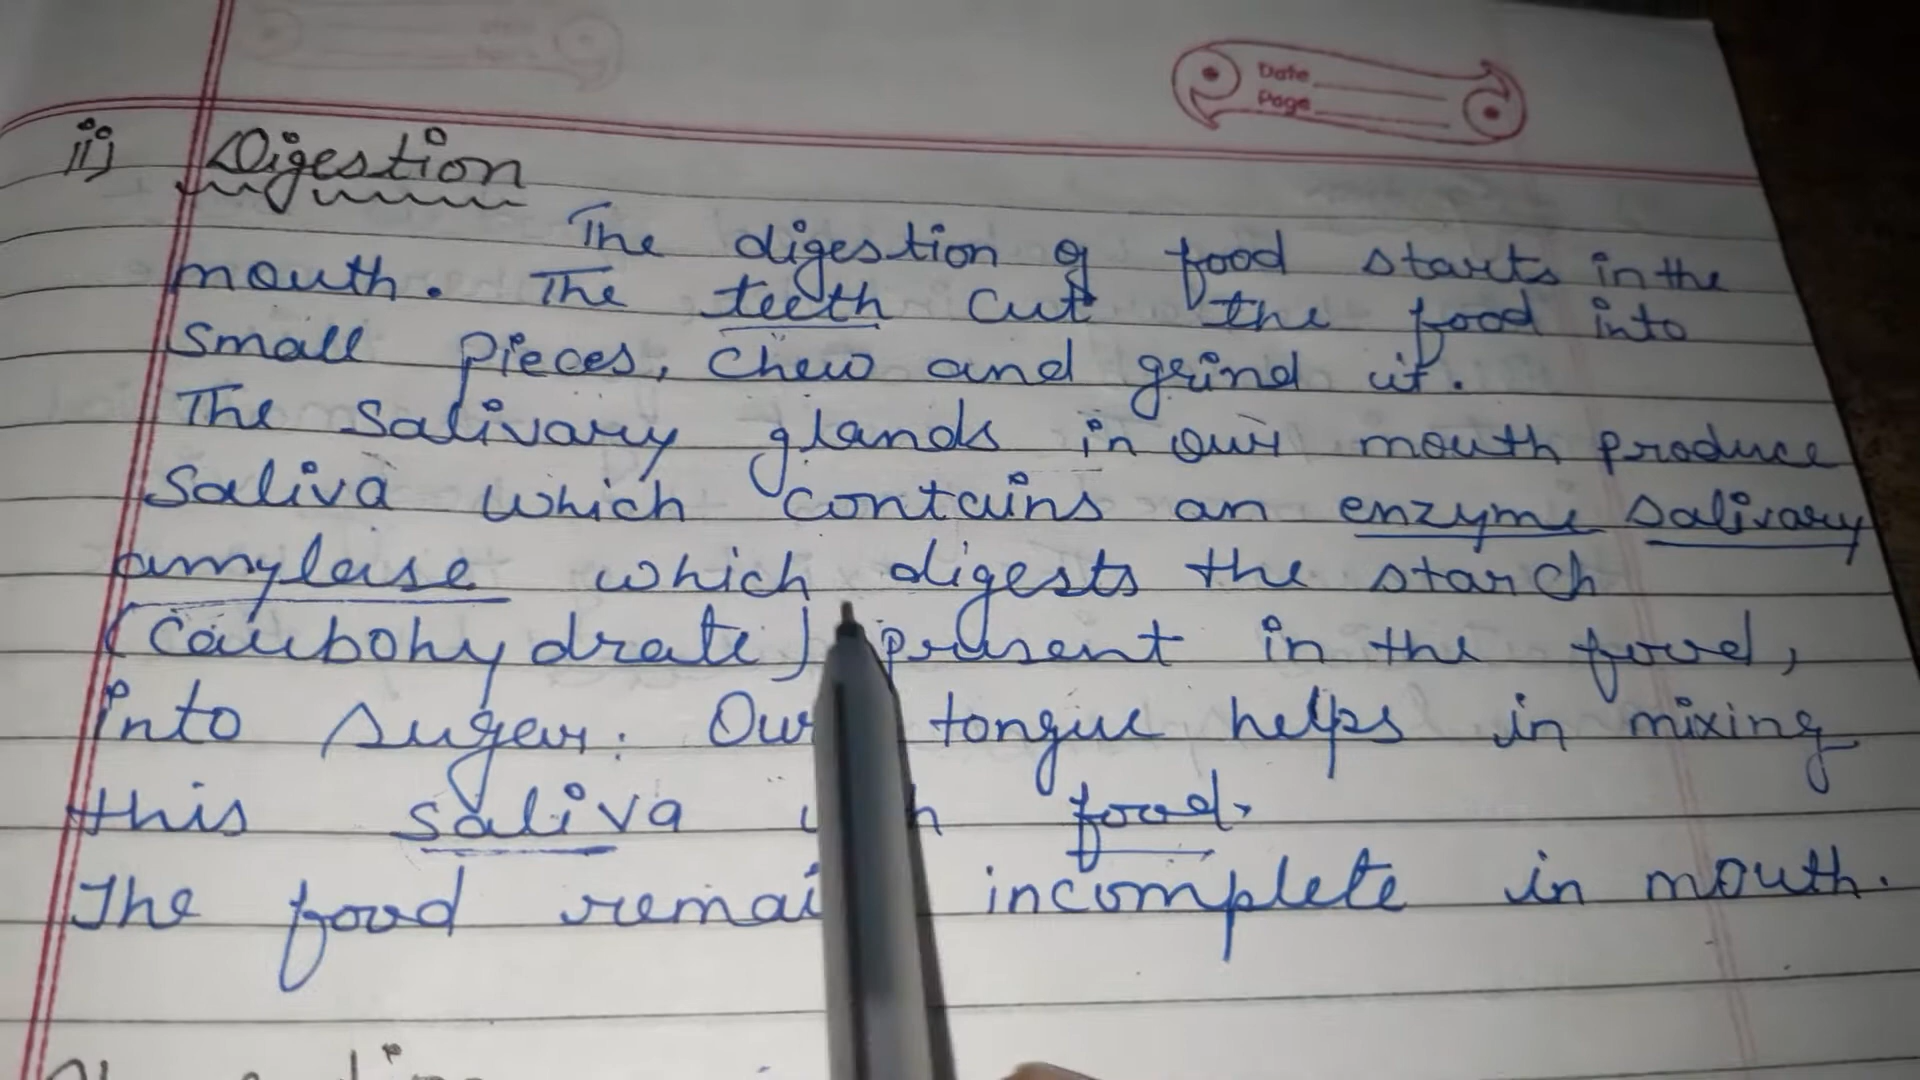 Date
Page
ii) Digestion
The digestion of food starts in the
mouth. The teeth cut the food into
small pieces, chew and grind it.
The salivary glands in our mouth produce
saliva which contains an enzyme salivary
amylase which digests the starch
(carbohydrate) present in the food,
into sugar. Our tongue helps in mixing
this saliva food.
The food remai incomplete in mouth.